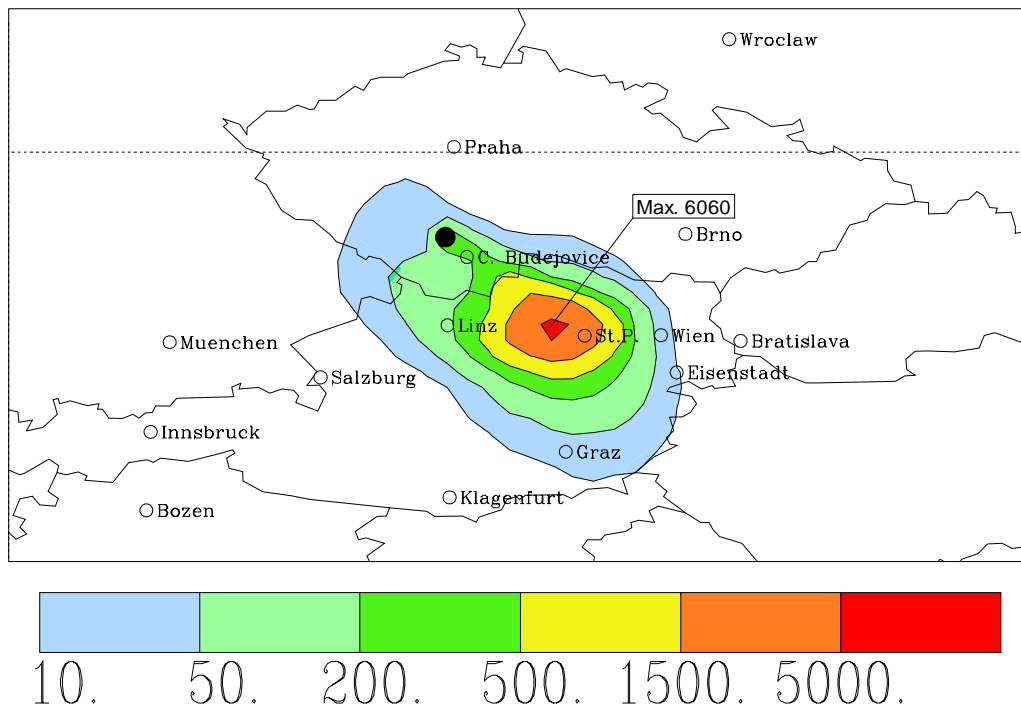 Wroclaw
Praha
Max. 6060
Brno
C. Budejovice
Linz
St.P.
Wien
Muenchen
Bratislava
Salzburg
Eisenstadt
Innsbruck
Graz
Klagenfurt
Bozen
10. 50. 200. 500. 1500. 5000.